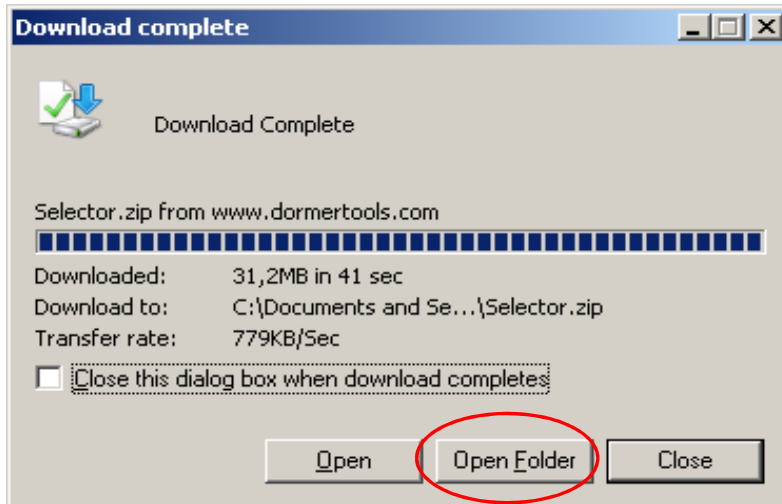 Download complete
Download Complete
Selector.zip from www.dormertools.com
Downloaded: 31,2MB in 41 sec
Download to: C:\Documents and Se...\Selector.zip
Transfer rate: 779KB/Sec
Close this dialog box when download completes
Open Open Folder Close